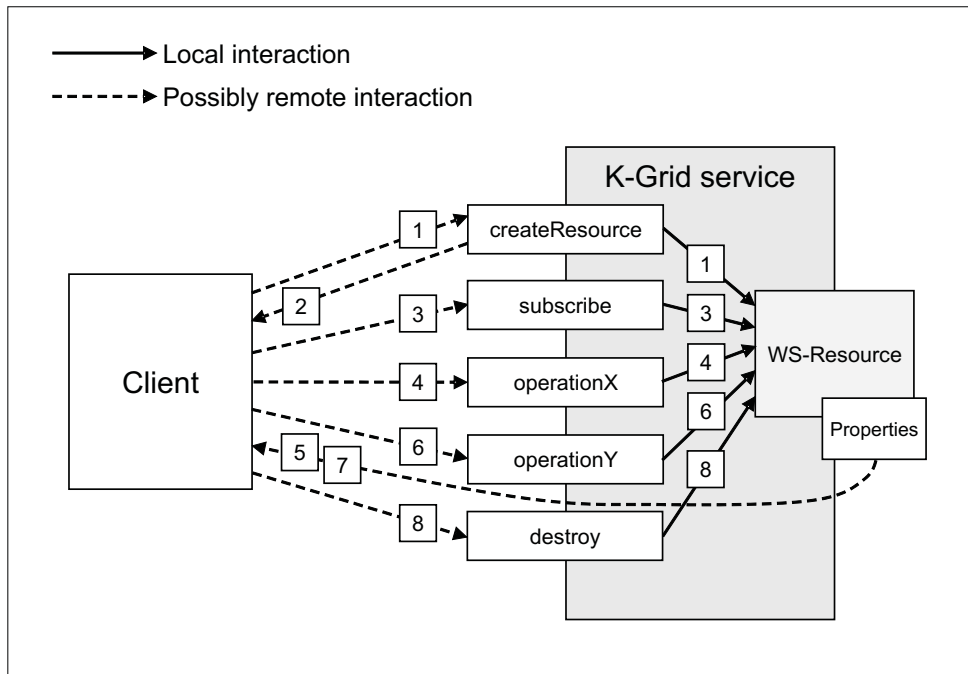 Local interaction
Possibly remote interaction
K-Grid service
1
createResource
1
2
subscribe
3
3
WS-Resource
Client
4
operationX
4
6
Properties
5
7
6
operationY
8
8
destroy